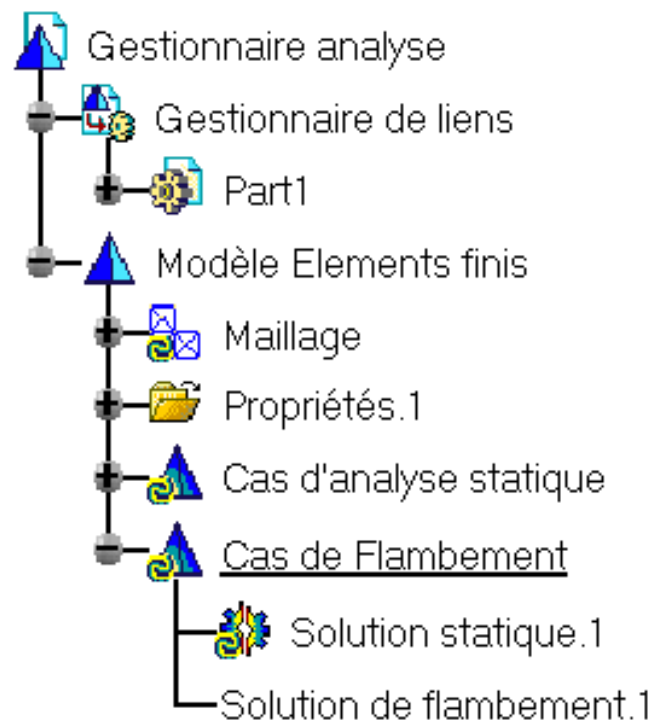 Gestionnaire analyse
Gestionnaire de liens
Part1
Modèle Elements finis
Maillage
Propriétés.1
Cas d'analyse statique
Cas de Flambement
Solution statique.1
Solution de flambement.1